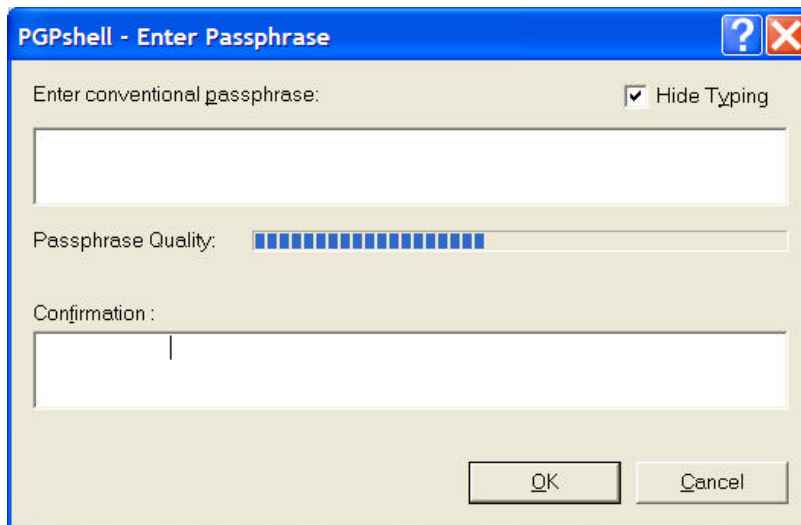 PGPshell - Enter Passphrase
Enter conventional passphrase:
Hide Typing
Passphrase Quality:
Confirmation :
OK
Cancel